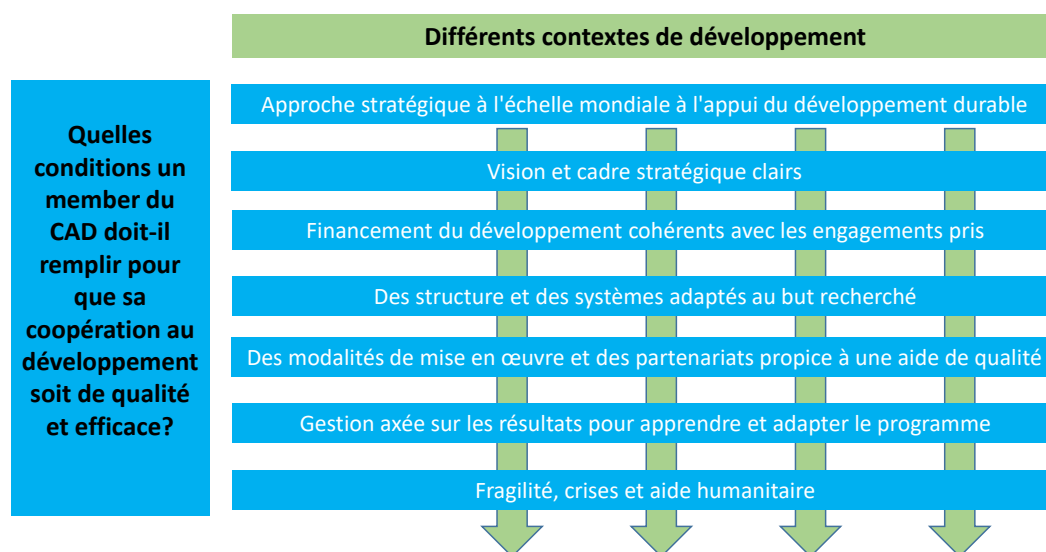 Différents contextes de développement
Quelles
conditions un
member du
CAD doit-il
remplir pour
que sa
coopération au
développement
soit de qualité
et efficace?
Approche stratégique à l'échelle mondiale à l'appui du développement durable
Vision et cadre stratégique clairs
Financement du développement cohérents avec les engagements pris
Des structure et des systèmes adaptés au but recherché
Des modalités de mise en œuvre et des partenariats propice à une aide de qualité
Gestion axée sur les résultats pour apprendre et adapter le programme
Fragilité, crises et aide humanitaire